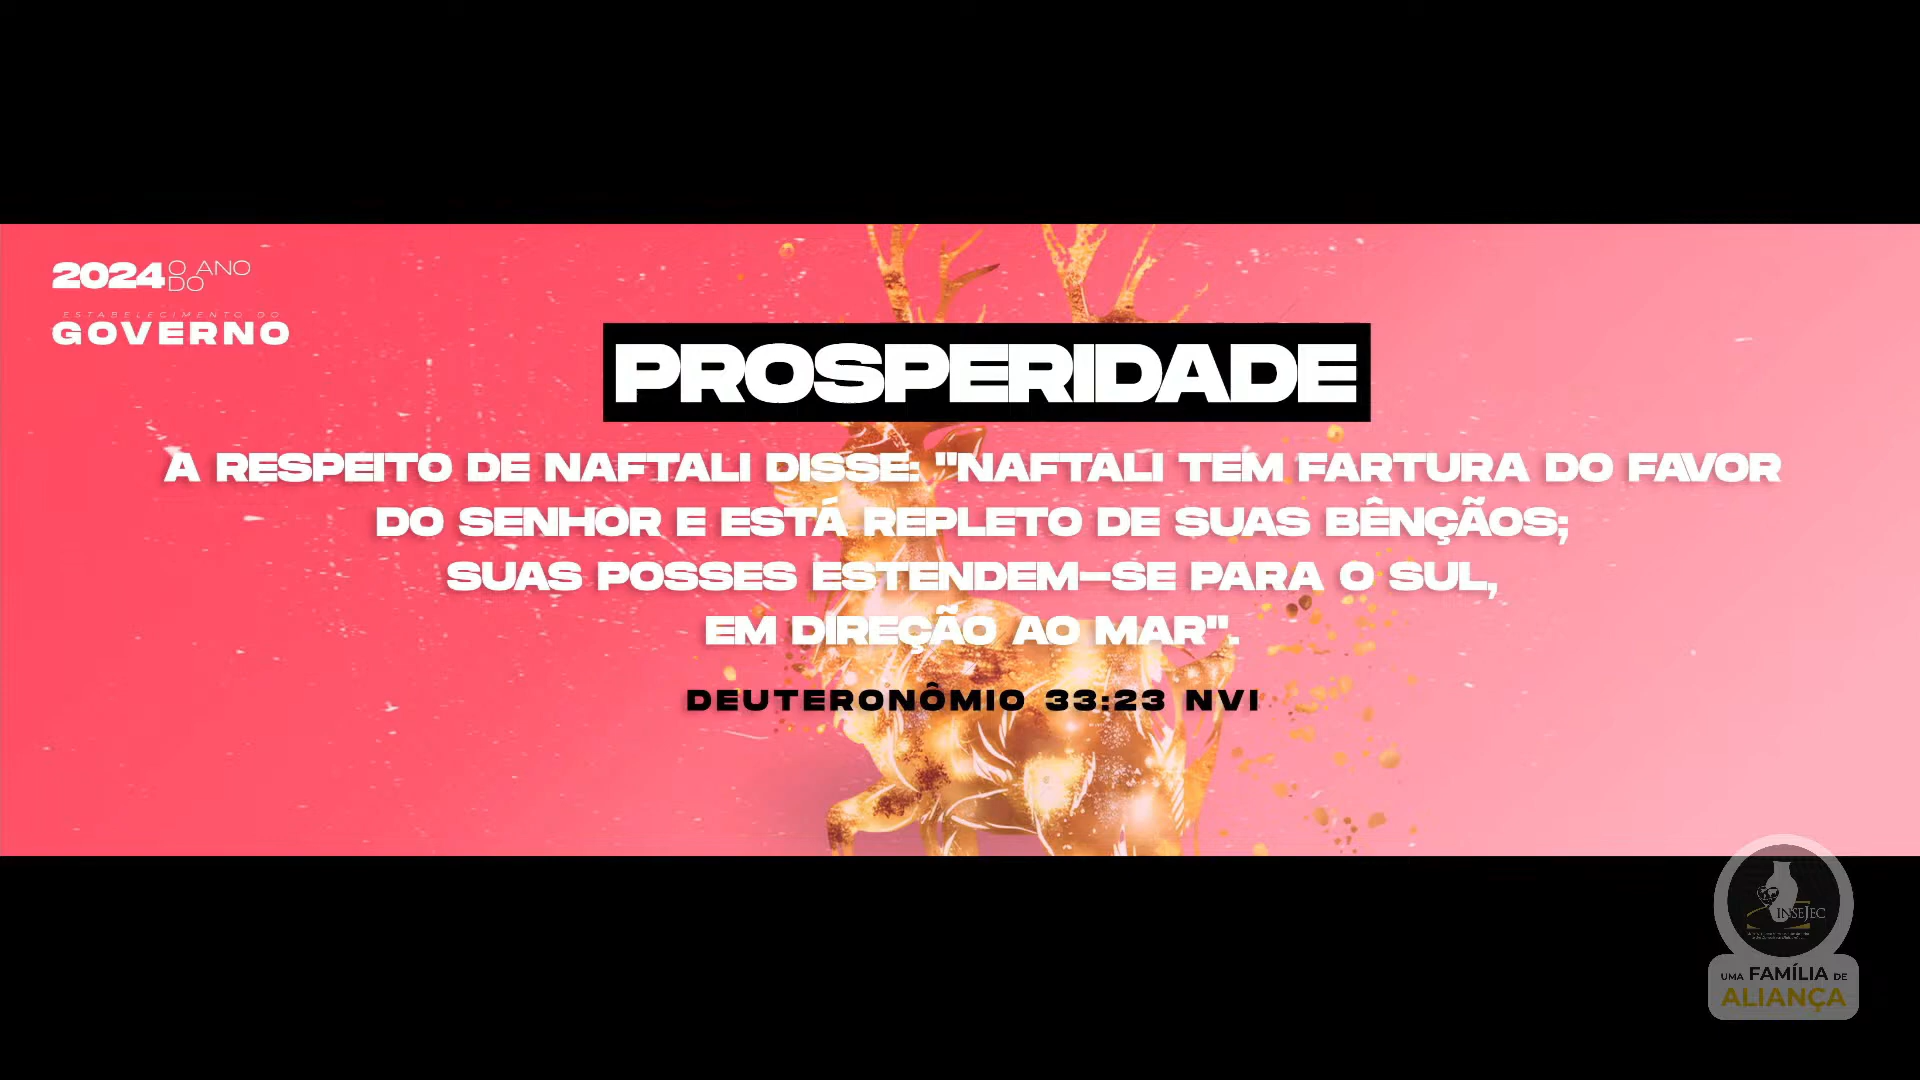 2024 O ANO
DO
ESTABELECIMENTO DO
GOVERNO
PROSPERIDADE
A RESPEITO DE NAFTALI DISSE: "NAFTALI TEM FARTURA DO FAVOR
DO SENHOR E ESTÁ REPLETO DE SUAS BÊNÇÃOS;
SUAS POSSES ESTENDEM-SE PARA O SUL,
EM DIREÇÃO AO MAR".
DEUTERONÔMIO 33:23 NVI
INSEJEC
UMA FAMÍLIA DE
ALIANÇA